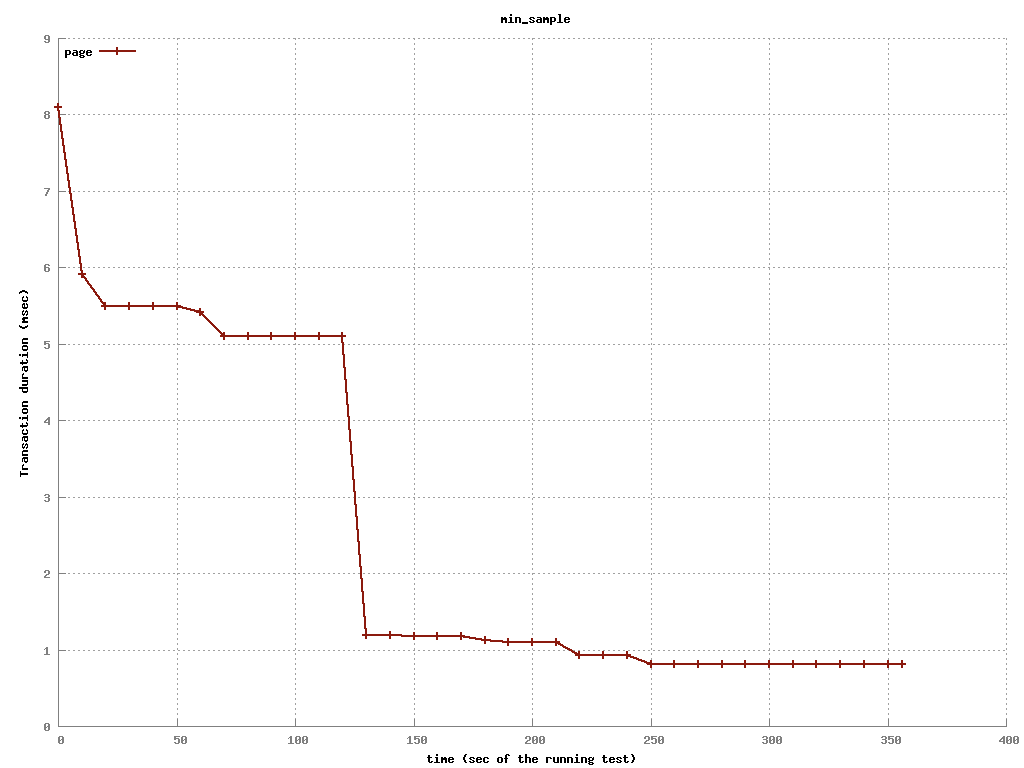 min_sample
page
9
8
7
6
5
4
3
2
1
0
Transaction duration (msec)
0 50 100 150 200 250 300 350 400
time (sec of the running test)